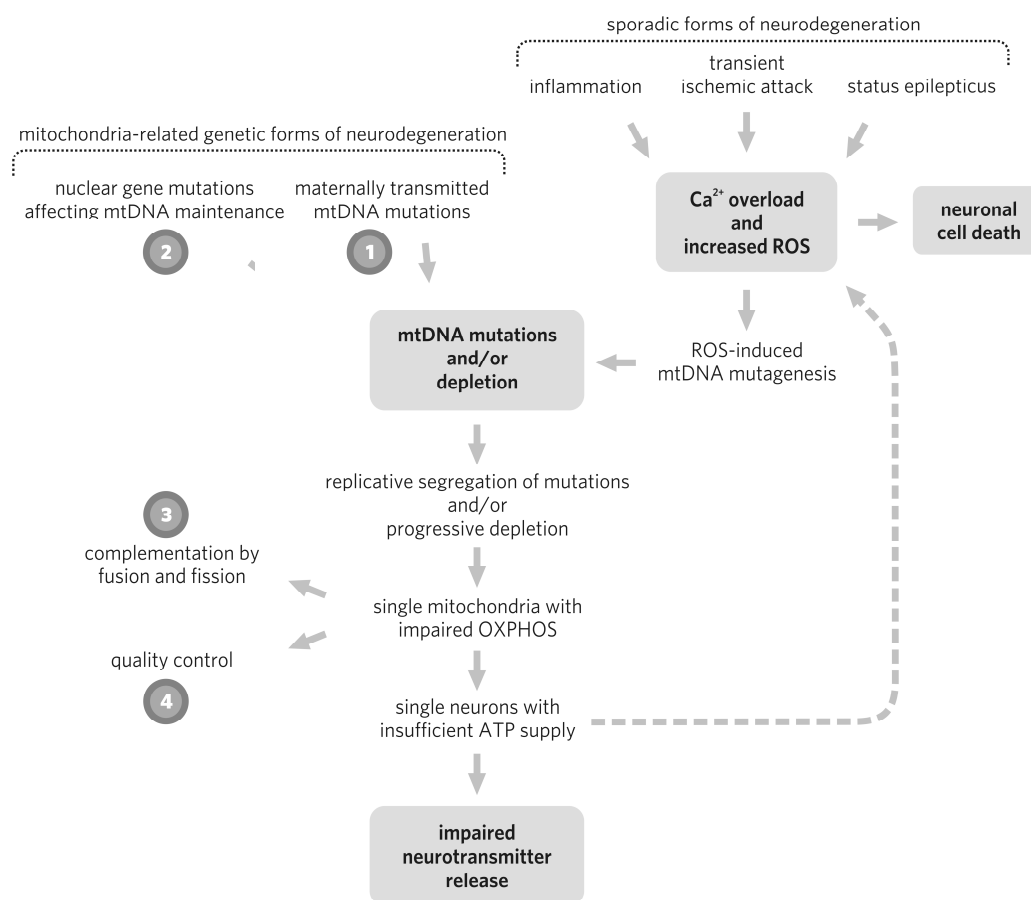 sporadic forms of neurodegeneration
inflammation
transient
ischemic attack
status epilepticus
mitochondria-related genetic forms of neurodegeneration
nuclear gene mutations
affecting mtDNA maintenance
2
maternally transmitted
mtDNA mutations
1
Ca²⁺ overload
and
increased ROS
neuronal
cell death
mtDNA mutations
and/or
depletion
ROS-induced
mtDNA mutagenesis
replicative segregation of mutations
and/or
progressive depletion
3
complementation by
fusion and fission
single mitochondria with
impaired OXPHOS
quality control
4
single neurons with
insufficient ATP supply
impaired
neurotransmitter
release